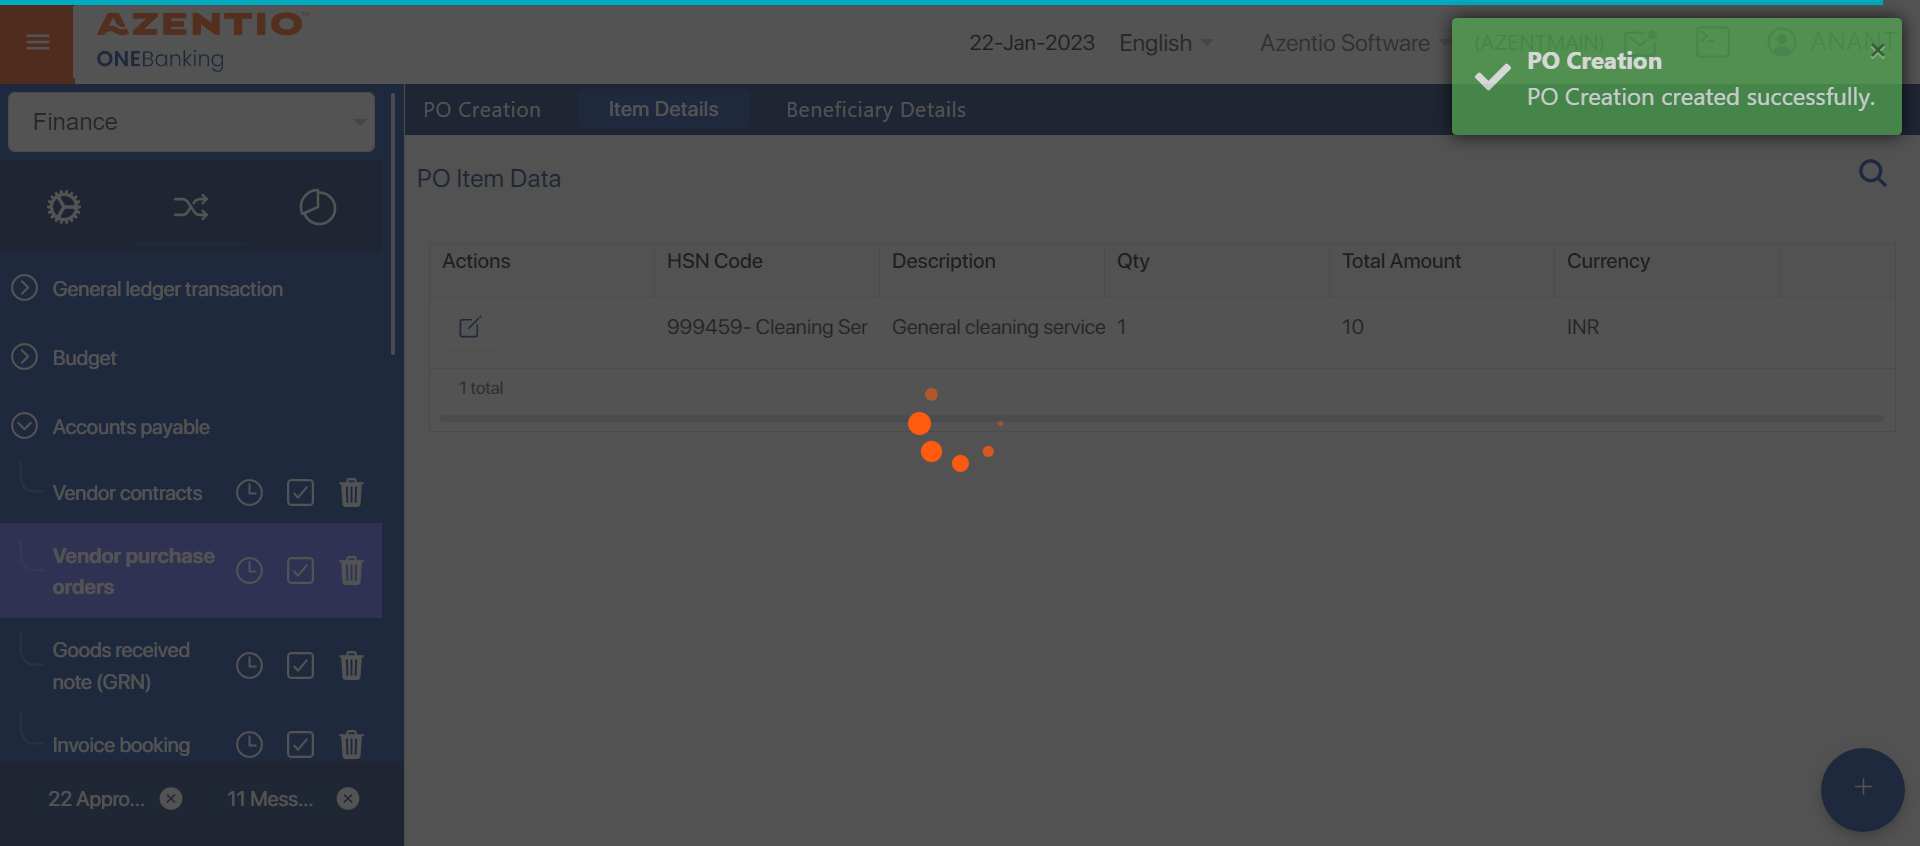 AZENTIO
ONEBanking
22-Jan-2023
English
Azentio Software
(AZENTMAIN)
ANANT
PO Creation
PO Creation created successfully.
Finance
PO Creation
Item Details
Beneficiary Details
PO Item Data
Actions
HSN Code
Description
Qty
Total Amount
Currency
999459- Cleaning Ser
General cleaning service
1
10
INR
1 total
General ledger transaction
Budget
Accounts payable
Vendor contracts
Vendor purchase
orders
Goods received
note (GRN)
Invoice booking
22 Appro...
11 Mess...